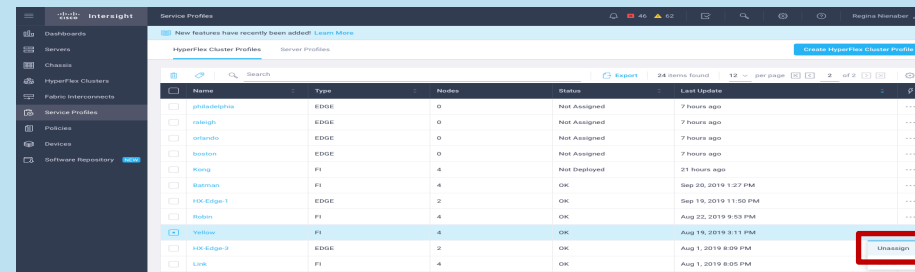 cisco Intersight
Service Profiles
46 62
Regina Nienaber
Dashboards
Servers
Chassis
HyperFlex Clusters
Fabric Interconnects
Service Profiles
Policies
Devices
Software Repository NEW
New features have recently been added! Learn More
HyperFlex Cluster Profiles Server Profiles
Create HyperFlex Cluster Profile
Search Export 24 items found 12 per page 2 of 2
Name Type Nodes Status Last Update
philadelphia EDGE 0 Not Assigned 7 hours ago
raleigh EDGE 0 Not Assigned 7 hours ago
orlando EDGE 0 Not Assigned 7 hours ago
boston EDGE 0 Not Assigned 7 hours ago
Kong FI 4 Not Deployed 21 hours ago
Batman FI 4 OK Sep 20, 2019 1:27 PM
HX-Edge-1 EDGE 2 OK Sep 19, 2019 11:50 PM
Robin FI 4 OK Aug 22, 2019 9:53 PM
Yellow FI 4 OK Aug 19, 2019 3:11 PM
HX-Edge-3 EDGE 2 OK Aug 1, 2019 8:09 PM
Unassign
Link FI 4 OK Aug 1, 2019 8:05 PM